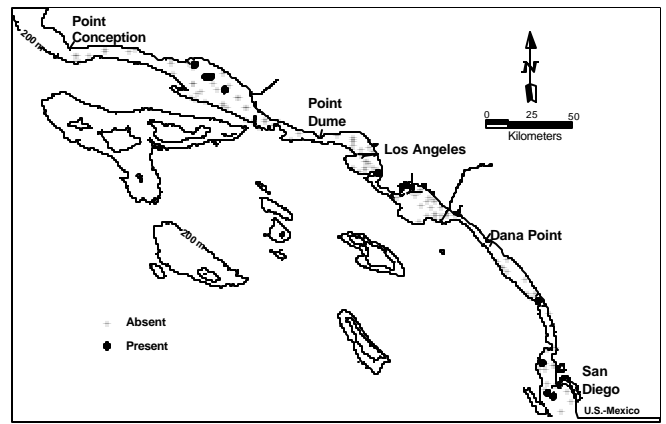 Point
Conception
200 m
N
Point
Dume
0 25 50
Kilometers
Los Angeles
Dana Point
200 m
Absent
Present
San
Diego
U.S.-Mexico